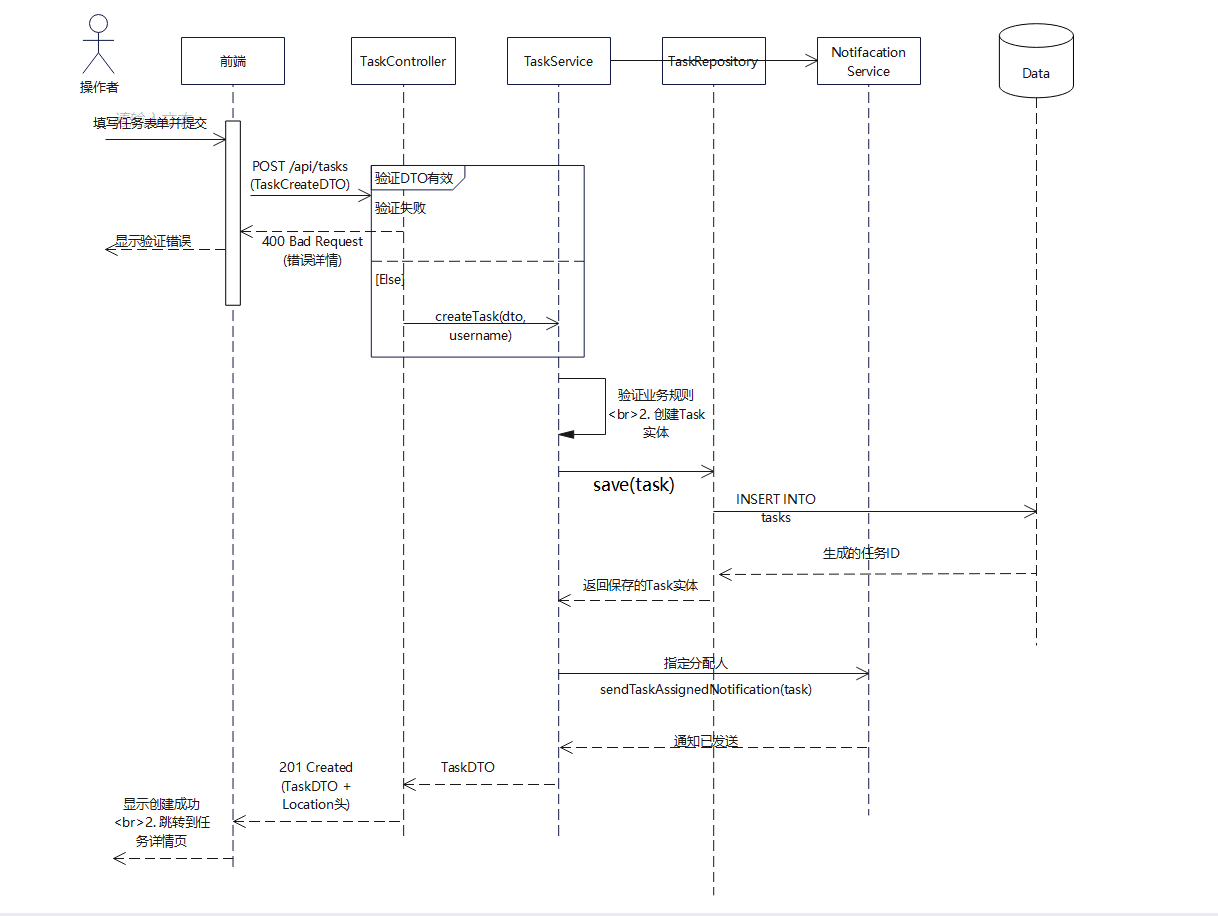 操作者
前端
TaskController
TaskService
TaskRepository
Notifacation
Service
Data
填写任务表单并提交
POST /api/tasks
(TaskCreateDTO)
验证DTO有效
验证失败
400 Bad Request
(错误详情)
显示验证错误
[Else]
createTask(dto,
username)
验证业务规则
<br>2. 创建Task
实体
save(task)
INSERT INTO
tasks
生成的任务ID
返回保存的Task实体
指定分配人
sendTaskAssignedNotification(task)
通知已发送
TaskDTO
201 Created
(TaskDTO +
Location头)
显示创建成功
<br>2. 跳转到任
务详情页